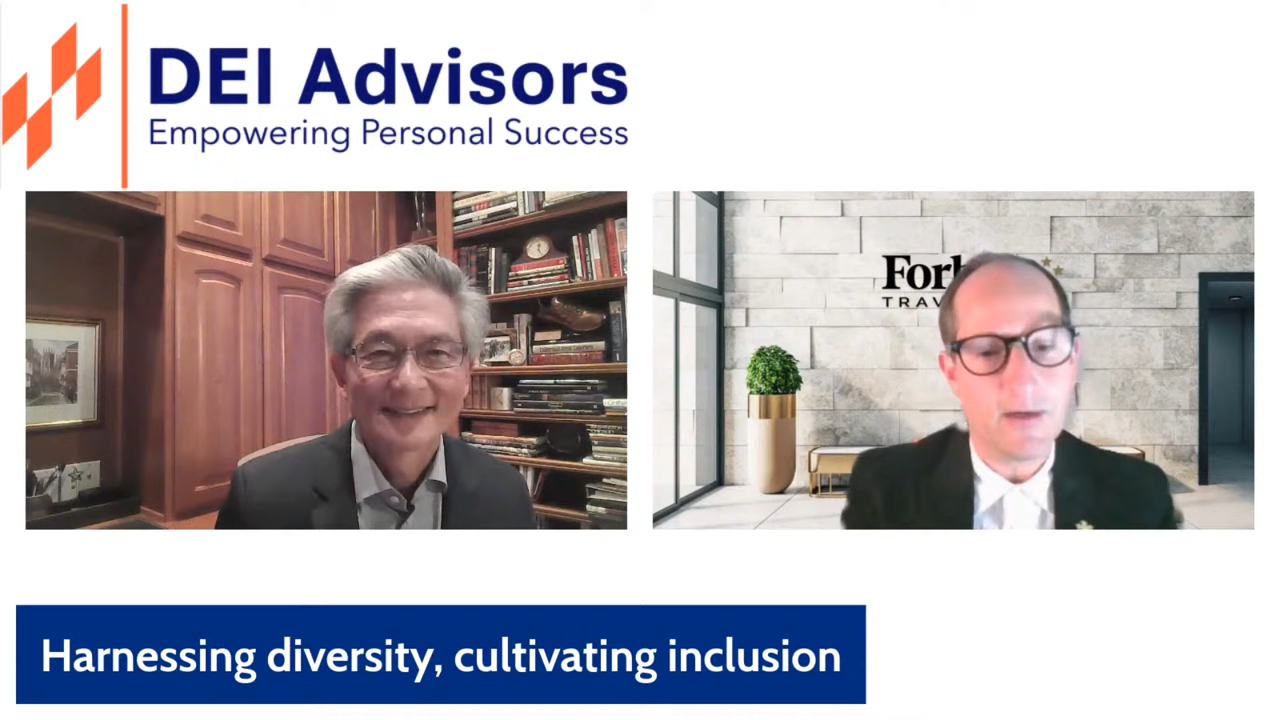 DEI Advisors
Empowering Personal Success
Harnessing diversity, cultivating inclusion